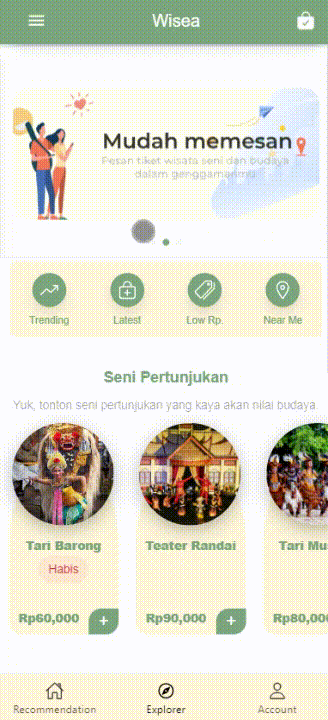 Wisea
Mudah memesan
Pesan tiket wisata seni dan budaya
dalam genggamanmu
Trending
Latest
Low Rp.
Near Me
Seni Pertunjukan
Yuk, tonton seni pertunjukan yang kaya akan nilai budaya.
Tari Barong
Teater Randai
Tari Mu
Habis
Rp60,000
+
Rp90,000
+
Rp80,00
Recommendation
Explorer
Account